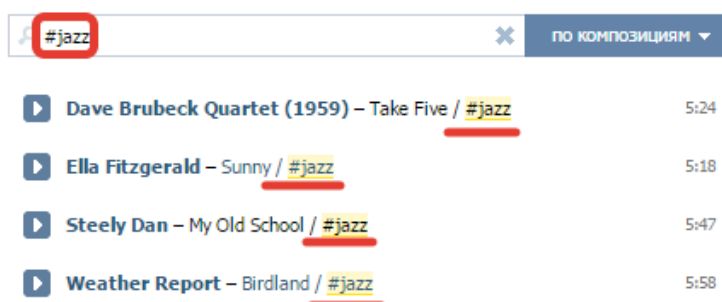 #jazz по композициям
Dave Brubeck Quartet (1959) – Take Five / #jazz 5:24
Ella Fitzgerald – Sunny / #jazz 5:18
Steely Dan – My Old School / #jazz 5:47
Weather Report – Birdland / #jazz 5:58